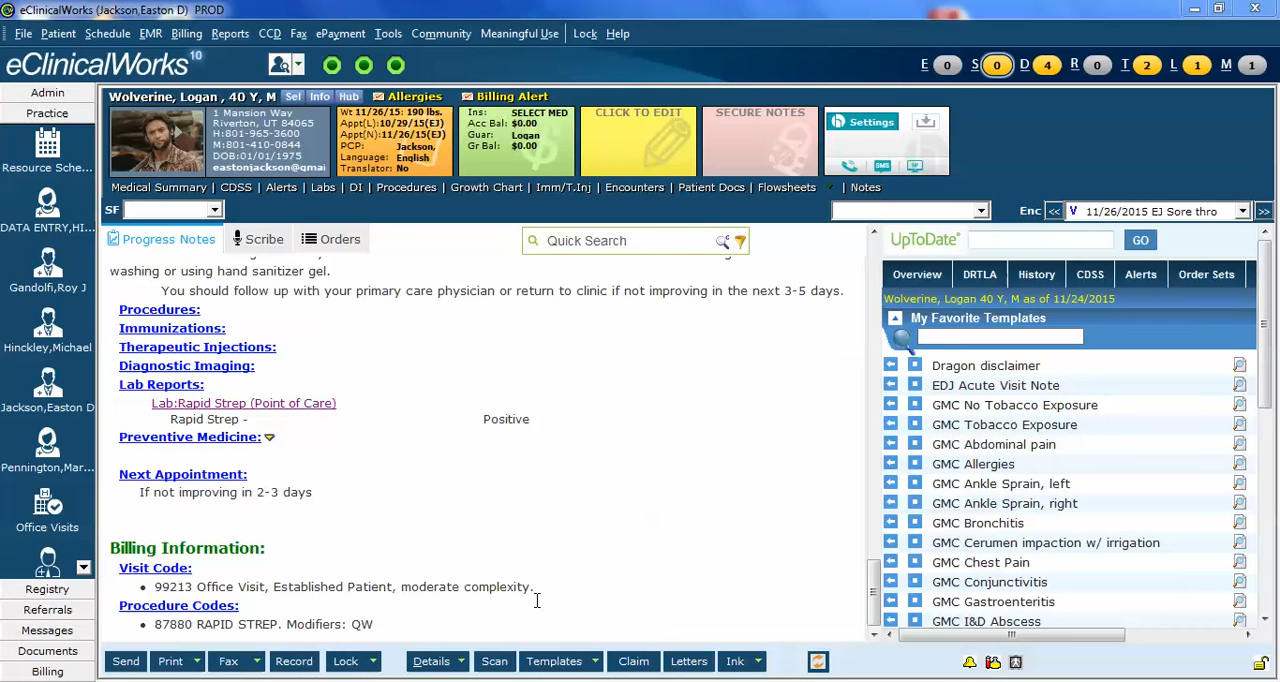 eClinicalWorks (Jackson,Easton D) PROD
File Patient Schedule EMR Billing Reports CCD Fax ePayment Tools Community Meaningful Use Lock Help
eClinicalWorks 10
E 0 S 0 D 4 R 0 T 2 L 1 M 1
Admin
Practice
Resource Sche...
DATA ENTRY,HI...
Gandolfi,Roy J
Hinckley,Michael
Jackson,Easton D
Pennington,Mar...
Office Visits
Registry
Referrals
Messages
Documents
Billing
Wolverine, Logan , 40 Y, M Sel Info Hub Allergies Billing Alert
1 Mansion Way
Riverton, UT 84065
H:801-965-3600
M:801-410-0844
DOB:01/01/1975
eastonjackson@gmai
Wt 11/26/15: 190 lbs.
Appt(L):10/29/15(EJ)
Appt(N):11/26/15(EJ)
PCP: Jackson,
Language: English
Translator: No
Ins: SELECT MED
Acc Bal: $0.00
Guar: Logan
Gr Bal: $0.00
CLICK TO EDIT
SECURE NOTES
h Settings
SMS
Medical Summary | CDSS | Alerts | Labs | DI | Procedures | Growth Chart | Imm/T.Inj | Encounters | Patient Docs | Flowsheets | Notes
SF
Enc << V 11/26/2015 EJ Sore thro >>
Progress Notes Scribe Orders
Quick Search
washing or using hand sanitizer gel.
You should follow up with your primary care physician or return to clinic if not improving in the next 3-5 days.
Procedures:
Immunizations:
Therapeutic Injections:
Diagnostic Imaging:
Lab Reports:
Lab:Rapid Strep (Point of Care)
Rapid Strep - Positive
Preventive Medicine:
Next Appointment:
If not improving in 2-3 days
Billing Information:
Visit Code:
• 99213 Office Visit, Established Patient, moderate complexity.
Procedure Codes:
• 87880 RAPID STREP. Modifiers: QW
UpToDate GO
Overview DRTLA History CDSS Alerts Order Sets
Wolverine, Logan 40 Y, M as of 11/24/2015
My Favorite Templates
Dragon disclaimer
EDJ Acute Visit Note
GMC No Tobacco Exposure
GMC Tobacco Exposure
GMC Abdominal pain
GMC Allergies
GMC Ankle Sprain, left
GMC Ankle Sprain, right
GMC Bronchitis
GMC Cerumen impaction w/ irrigation
GMC Chest Pain
GMC Conjunctivitis
GMC Gastroenteritis
GMC I&D Abscess
Send Print Fax Record Lock Details Scan Templates Claim Letters Ink